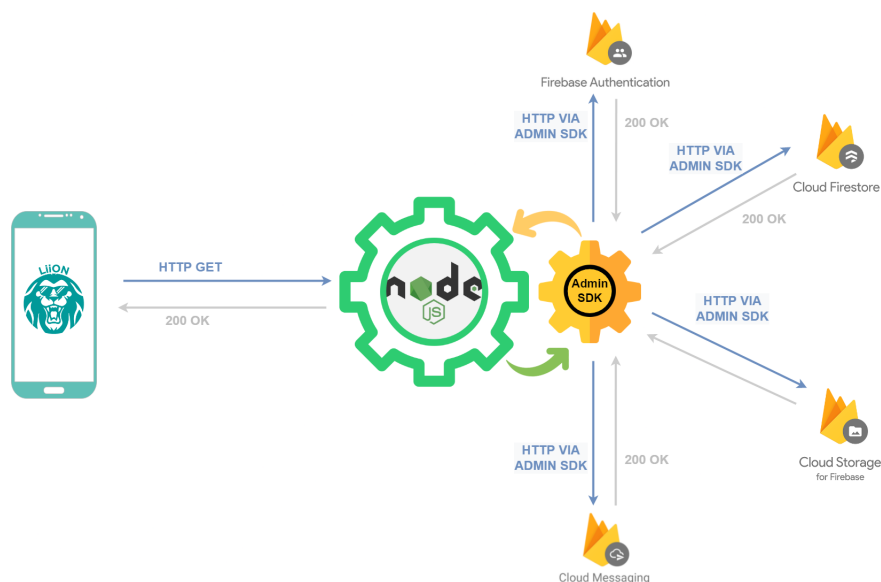 Firebase Authentication
HTTP VIA
ADMIN SDK
200 OK
HTTP VIA
ADMIN SDK
Cloud Firestore
200 OK
LiiON
HTTP GET
200 OK
node
JS
Admin
SDK
HTTP VIA
ADMIN SDK
HTTP VIA
ADMIN SDK
200 OK
Cloud Storage
for Firebase
Cloud Messaging